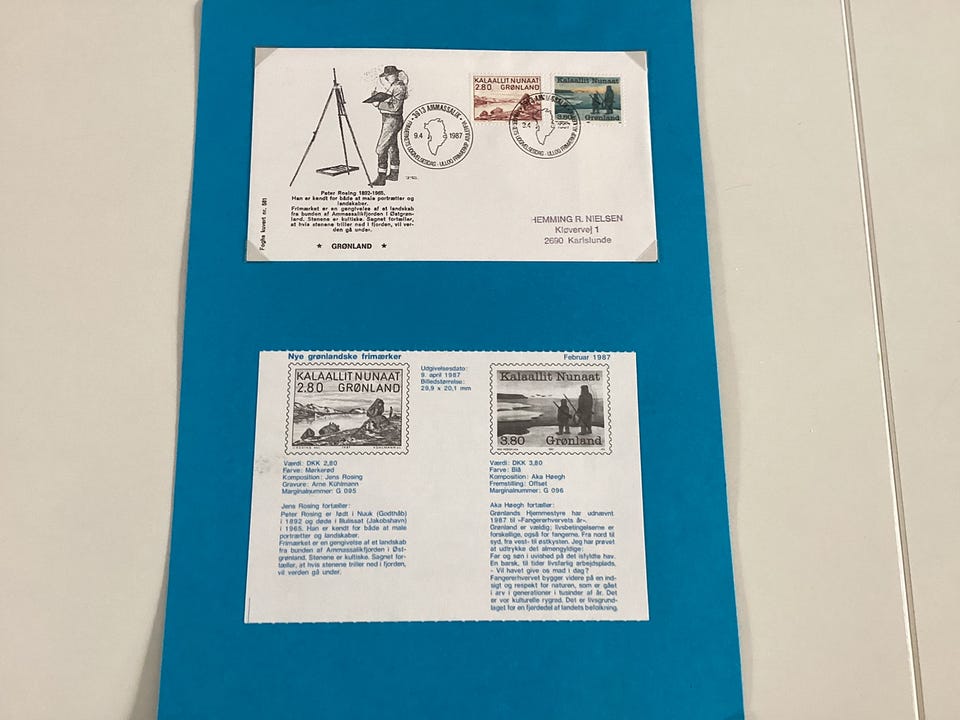 KALAALLIT NUNAAT
2.80 GRØNLAND
Kalaallit Nunaat
3.80 Grønland
3913 AMMASSALIK
9.4 1987
FRIMÆRKETS UDGIVELSESDAG
Peter Rosing 1892-1965.
Han er kendt for både at male portrætter og
landskaber.
Frimærket er en gengivelse af et landskab
fra bunden af Ammassalikfjorden i Østgrøn-
land. Stenene er kultiske. Sagnet fortæller,
at hvis stenene triller ned i fjorden, vil ver-
den gå under.
★ GRØNLAND ★
Foghs kuvert nr. 581
HEMMING R. NIELSEN
Kløvervej 1
2690 Karlslunde
Nye grønlandske frimærker
Februar 1987
KALAALLIT NUNAAT
2.80 GRØNLAND
Udgivelsesdato:
9. april 1987
Billedstørrelse:
29,9 x 20,1 mm
Kalaallit Nunaat
3.80 Grønland
Værdi: DKK 2,80
Farve: Mørkerød
Komposition: Jens Rosing
Gravure: Arne Kühlmann
Marginalnummer: G 095
Jens Rosing fortæller:
Peter Rosing er født i Nuuk (Godthåb)
i 1892 og døde i Ilulissat (Jakobshavn)
i 1965. Han er kendt for både at male
portrætter og landskaber.
Frimærket er en gengivelse af et landskab
fra bunden af Ammassalikfjorden i Øst-
grønland. Stenene er kultiske. Sagnet for-
tæller, at hvis stenene triller ned i fjorden,
vil verden gå under.
Værdi: DKK 3,80
Farve: Blå
Komposition: Aka Høegh
Fremstilling: Offset
Marginalnummer: G 096
Aka Høegh fortæller:
Grønlands Hjemmestyre har udnævnt
1987 til »Fangererhvervets år«.
Grønland er vældig; livsbetingelserne er
forskellige, også for fangerne. Fra nord til
syd, fra vest- til østkysten. Jeg har prøvet
at udtrykke det almengyldige:
Far og søn i uvished på det isfyldte hav.
En barsk, til tider livsfarlig arbejdsplads.
- Vil havet give os mad i dag?
Fangererhvervet bygger videre på en ind-
sigt og respekt for naturen, som er gået
i arv i generationer i tusinder af år. Det
er vor kulturelle rygrad. Det er livsgrund-
laget for en fjerdedel af landets befolkning.